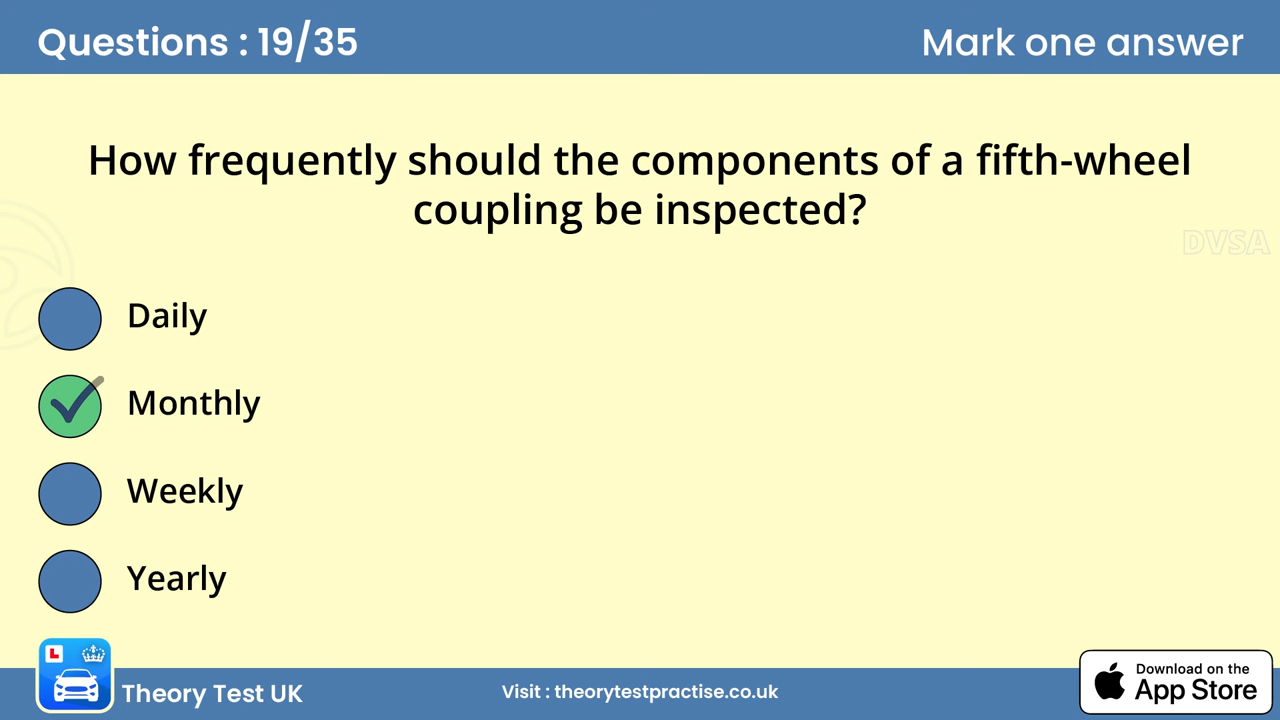 Questions : 19/35
Mark one answer
How frequently should the components of a fifth-wheel
coupling be inspected?
DVSA
Daily
Monthly
Weekly
Yearly
L
Theory Test UK
Visit : theorytestpractise.co.uk
Download on the
App Store